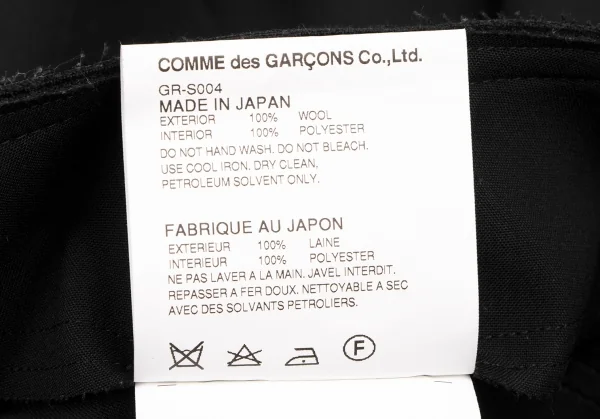 COMME des GARÇONS Co.,Ltd.
GR-S004
MADE IN JAPAN
EXTERIOR 100% WOOL
INTERIOR 100% POLYESTER
DO NOT HAND WASH. DO NOT BLEACH.
USE COOL IRON. DRY CLEAN,
PETROLEUM SOLVENT ONLY.
FABRIQUE AU JAPON
EXTERIEUR 100% LAINE
INTERIEUR 100% POLYESTER
NE PAS LAVER A LA MAIN. JAVEL INTERDIT.
REPASSER A FER DOUX. NETTOYABLE A SEC
AVEC DES SOLVANTS PETROLIERS.
F